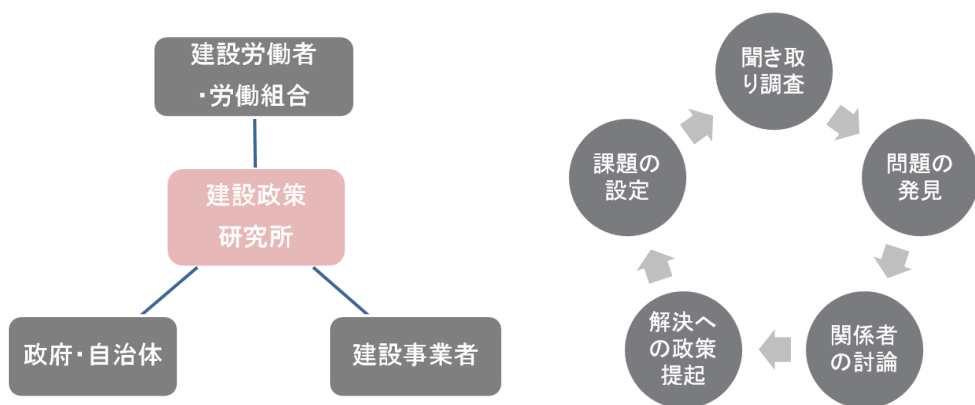 建設労働者
・労働組合
建設政策
研究所
政府・自治体
建設事業者
聞き取
り調査
問題の
発見
関係者
の討論
解決へ
の政策
提起
課題の
設定